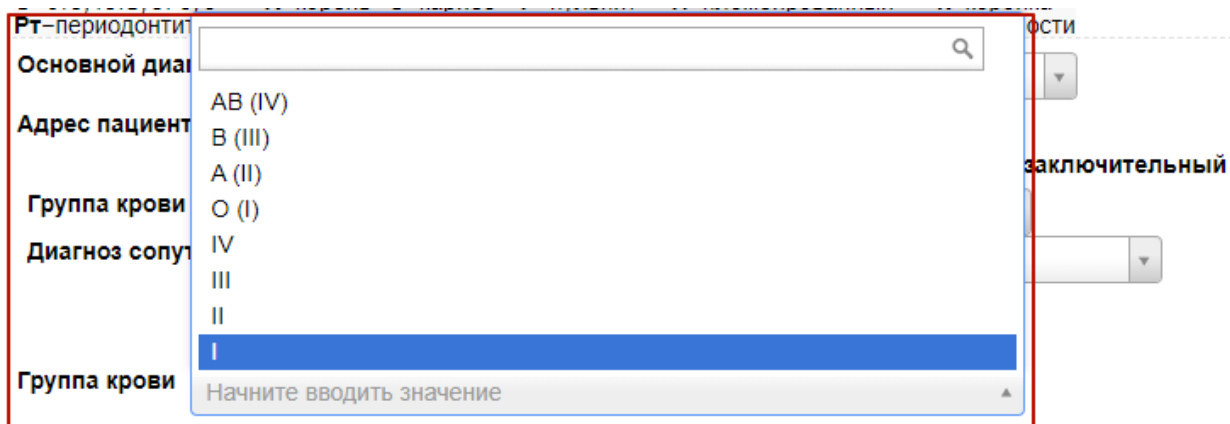 Рт–периодонтит
ости
Основной диаг
Адрес пациент
AB (IV)
B (III)
A (II)
заключительный
Группа крови
O (I)
Диагноз сопут
IV
III
II
I
Группа крови
Начните вводить значение